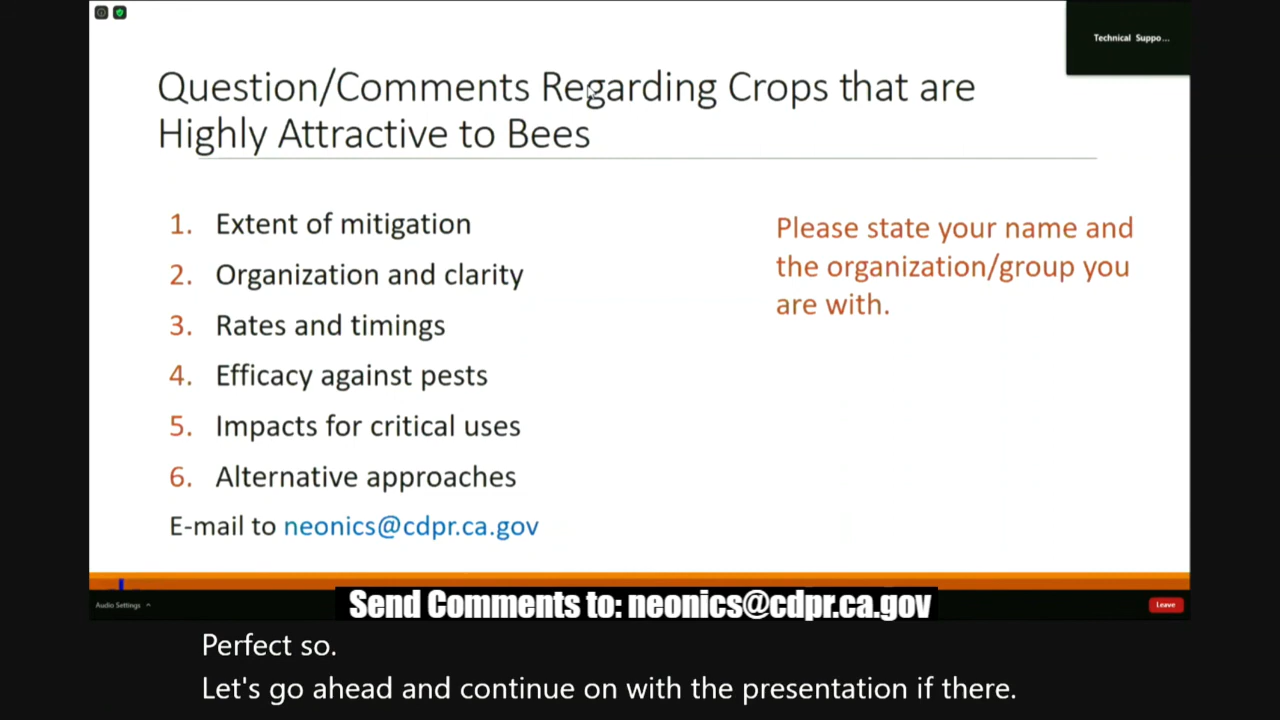 Technical Suppo...
Question/Comments Regarding Crops that are
Highly Attractive to Bees
1. Extent of mitigation
2. Organization and clarity
3. Rates and timings
4. Efficacy against pests
5. Impacts for critical uses
6. Alternative approaches
E-mail to neonics@cdpr.ca.gov
Please state your name and
the organization/group you
are with.
Audio Settings
Send Comments to: neonics@cdpr.ca.gov
Leave
Perfect so.
Let's go ahead and continue on with the presentation if there.